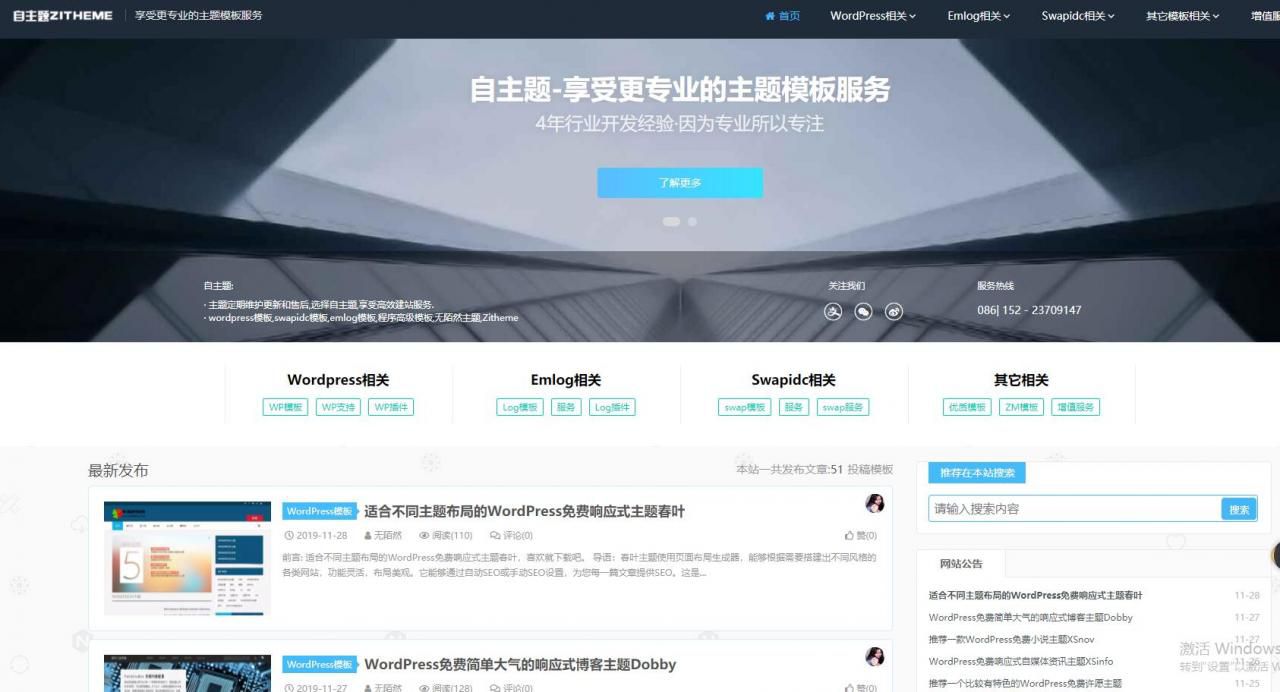 自主题ZITHEME 享受更专业的主题模板服务 首页 WordPress相关 Emlog相关 Swapidc相关 其它模板相关 增值服
自主题-享受更专业的主题模板服务
4年行业开发经验·因为专业所以专注
了解更多
自主题: 关注我们 服务热线
· 主题定期维护更新和售后,选择自主题,享受高效建站服务.
086| 152 - 23709147
· wordpress模板,swapidc模板,emlog模板,程序高级模板,无陌然主题,Zitheme
Wordpress相关 Emlog相关 Swapidc相关 其它相关
WP模板 WP支持 WP插件 Log模板 服务 Log插件 swap模板 服务 swap服务 优质模板 ZM模板 增值服务
最新发布 本站一共发布文章:51 投稿模板
WordPress模板 适合不同主题布局的WordPress免费响应式主题春叶
2019-11-28 无陌然 阅读(110) 评论(0) 赞(0)
前言: 适合不同主题布局的WordPress免费响应式主题春叶，喜欢就下载吧。 导语：春叶主题使用页面布局生成器，能够根据需要搭建出不同风格的
各类网站，功能灵活，布局美观。它能够通过自动SEO或手动SEO设置，为您每一篇文章提供SEO。这是...
WordPress模板 WordPress免费简单大气的响应式博客主题Dobby
2019-11-27 无陌然 阅读(128) 评论(0) 赞(0)
推荐在本站搜索
请输入搜索内容 搜索
网站公告
适合不同主题布局的WordPress免费响应式主题春叶 11-28
WordPress免费简单大气的响应式博客主题Dobby 11-27
推荐一款WordPress免费小说主题XSnov 11-27
WordPress免费响应式自媒体资讯主题XSinfo
推荐一个比较有特色的WordPress免费许愿主题 11-25
激活 Windows
转到"设置"以激活 W